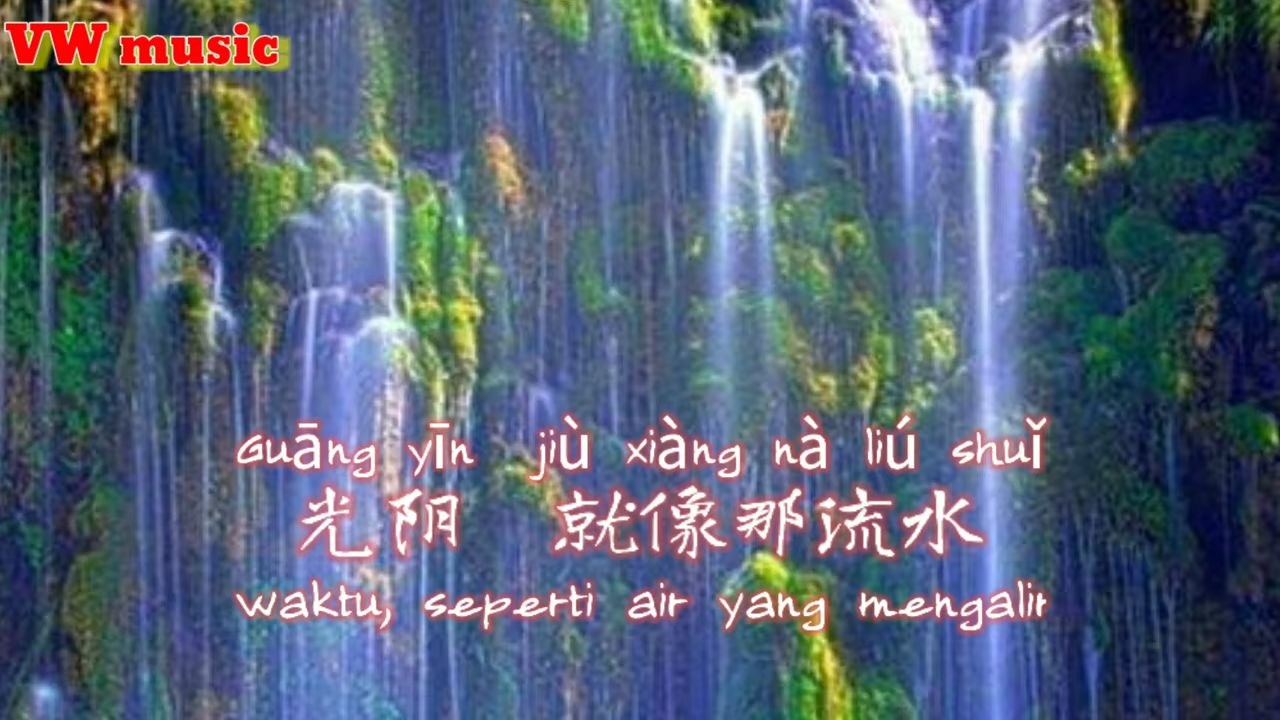 VW music
Guāng yīn jiù xiàng nà liú shuǐ
光阴 就像那流水
waktu, seperti air yang mengalir